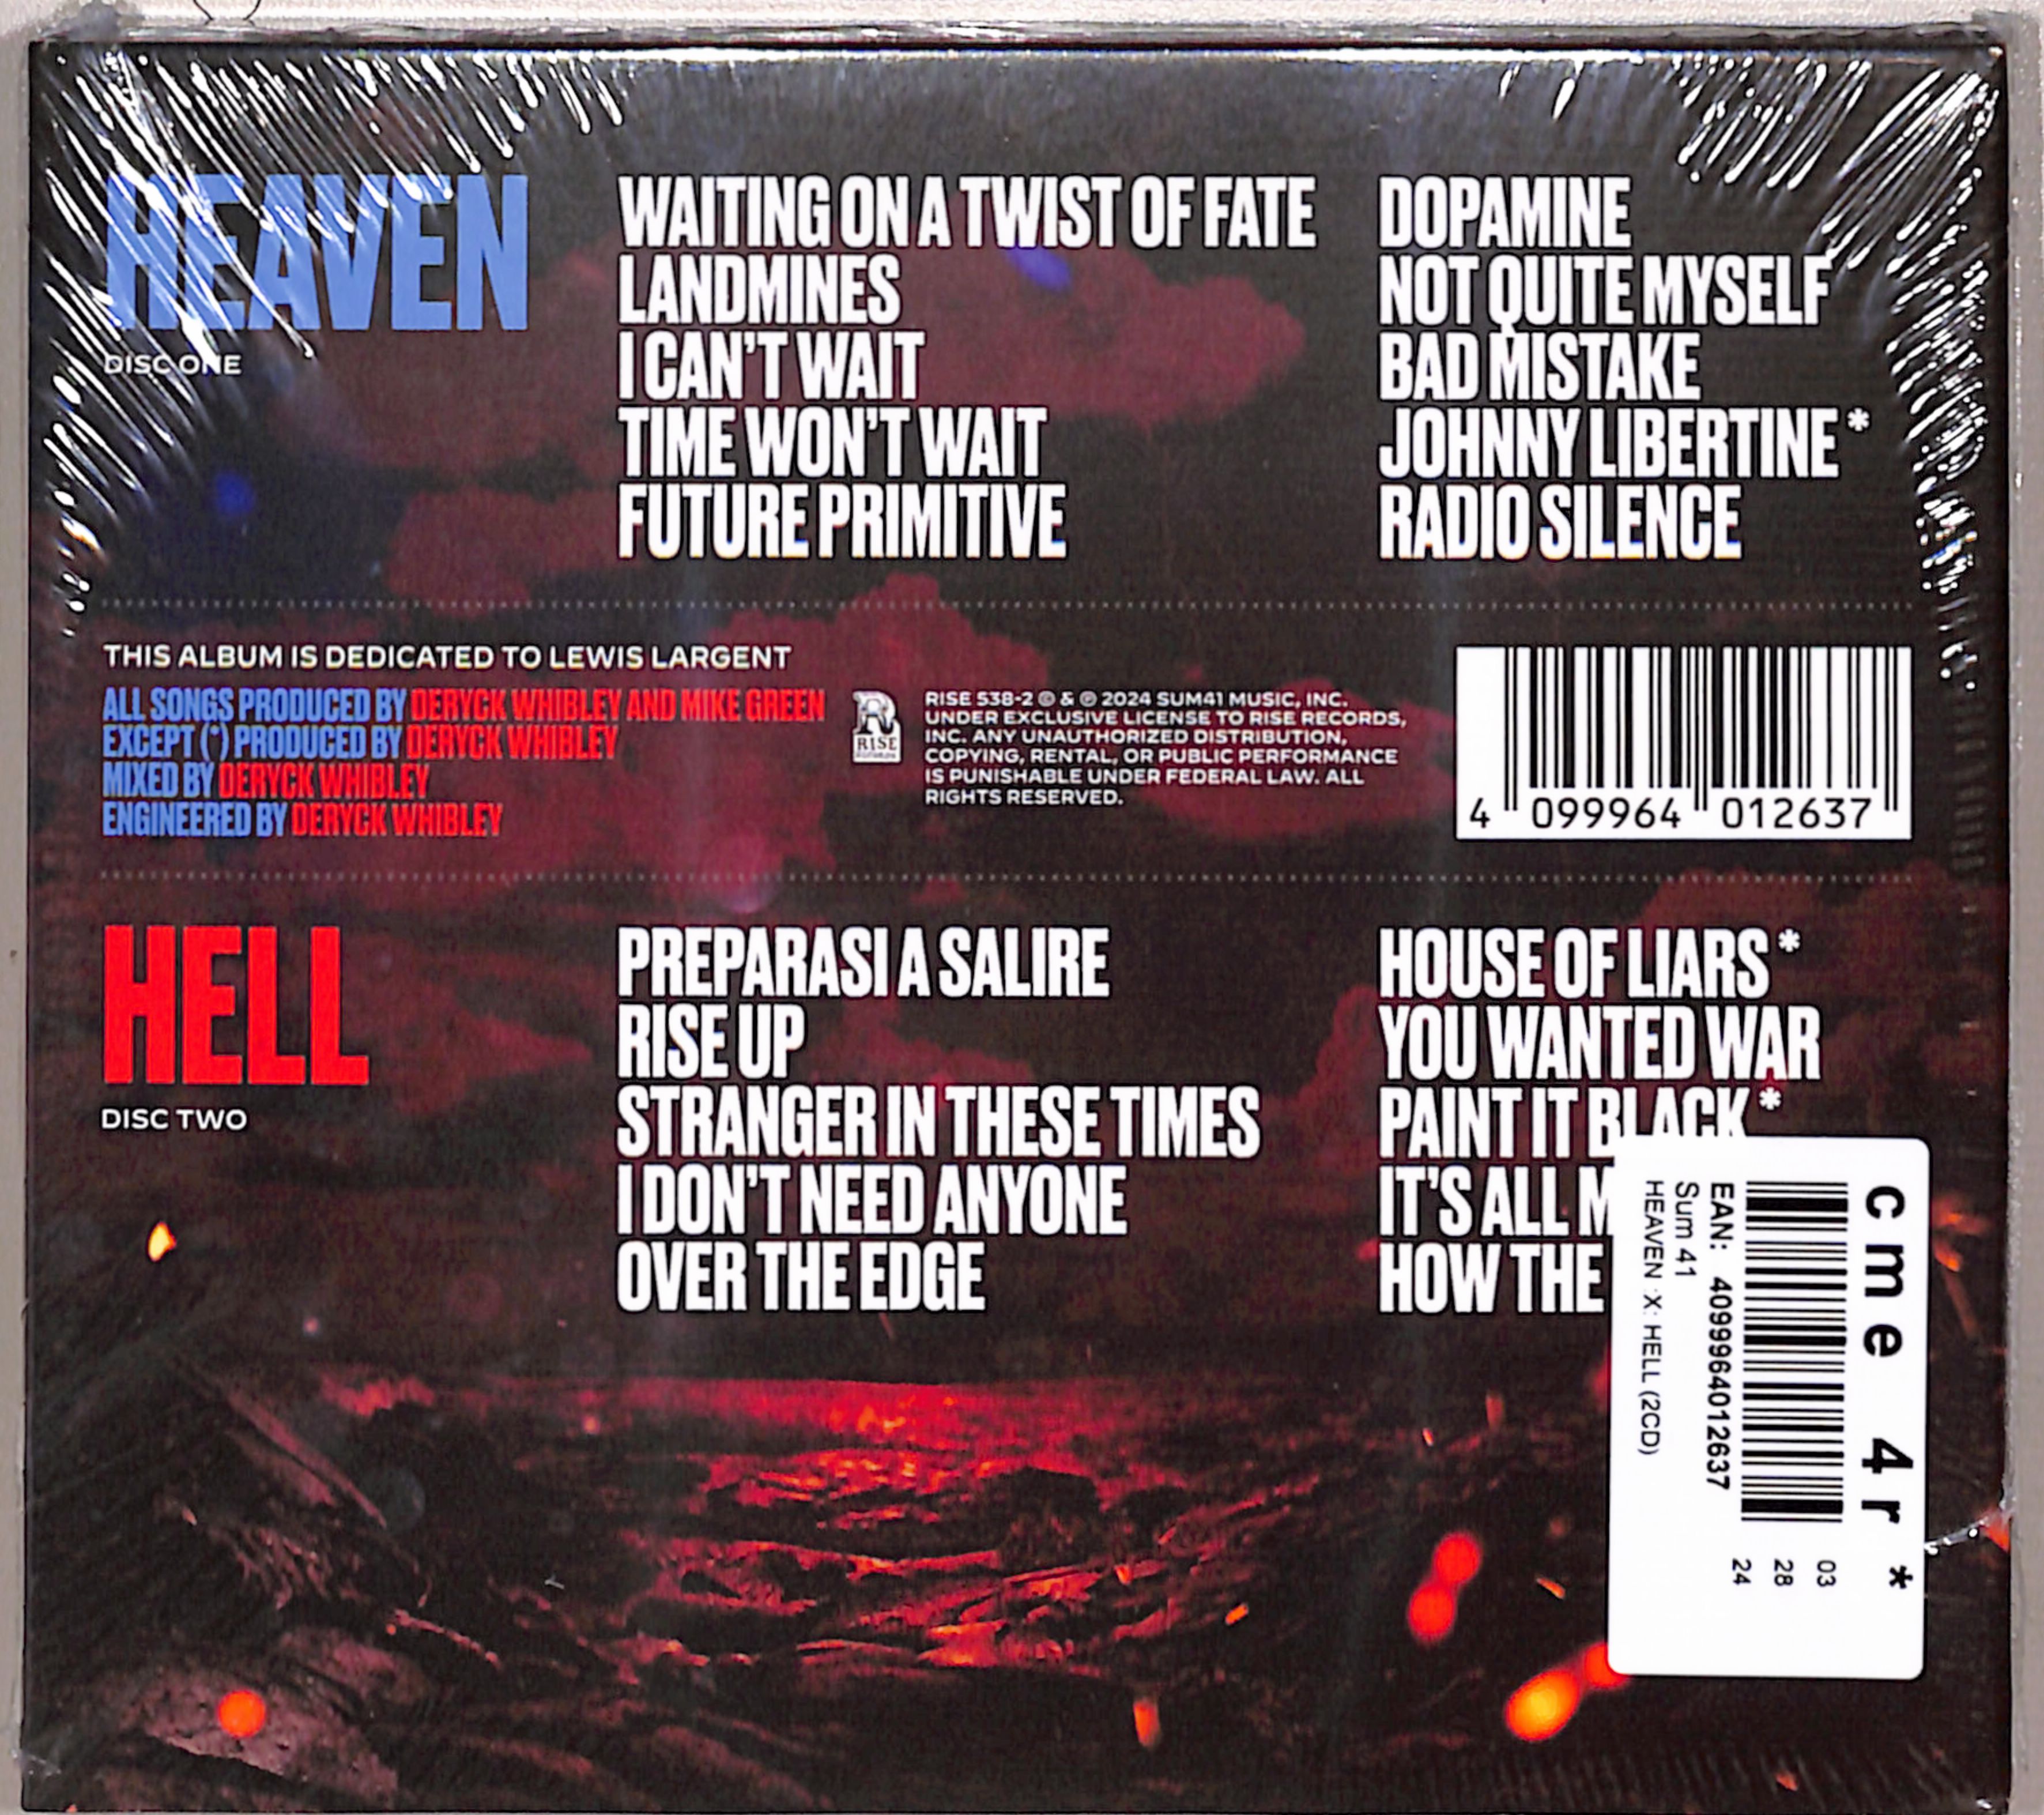 HEAVEN
DISC ONE
WAITING ON A TWIST OF FATE
LANDMINES
I CAN'T WAIT
TIME WON'T WAIT
FUTURE PRIMITIVE
DOPAMINE
NOT QUITE MYSELF
BAD MISTAKE
JOHNNY LIBERTINE *
RADIO SILENCE
THIS ALBUM IS DEDICATED TO LEWIS LARGENT
ALL SONGS PRODUCED BY DERYCK WHIBLEY AND MIKE GREEN
EXCEPT (*) PRODUCED BY DERYCK WHIBLEY
MIXED BY DERYCK WHIBLEY
ENGINEERED BY DERYCK WHIBLEY
R
RISE
RISE 538-2 © & ℗ 2024 SUM41 MUSIC, INC.
UNDER EXCLUSIVE LICENSE TO RISE RECORDS,
INC. ANY UNAUTHORIZED DISTRIBUTION,
COPYING, RENTAL, OR PUBLIC PERFORMANCE
IS PUNISHABLE UNDER FEDERAL LAW. ALL
RIGHTS RESERVED.
4 099964 012637
HELL
DISC TWO
PREPARASI A SALIRE
RISE UP
STRANGER IN THESE TIMES
I DON'T NEED ANYONE
OVER THE EDGE
HOUSE OF LIARS *
YOU WANTED WAR
PAINT IT BLACK *
IT'S ALL M
HOW THE
cme 4r *
03
28
24
EAN: 4099964012637
Sum 41
HEAVEN :X: HELL (2CD)